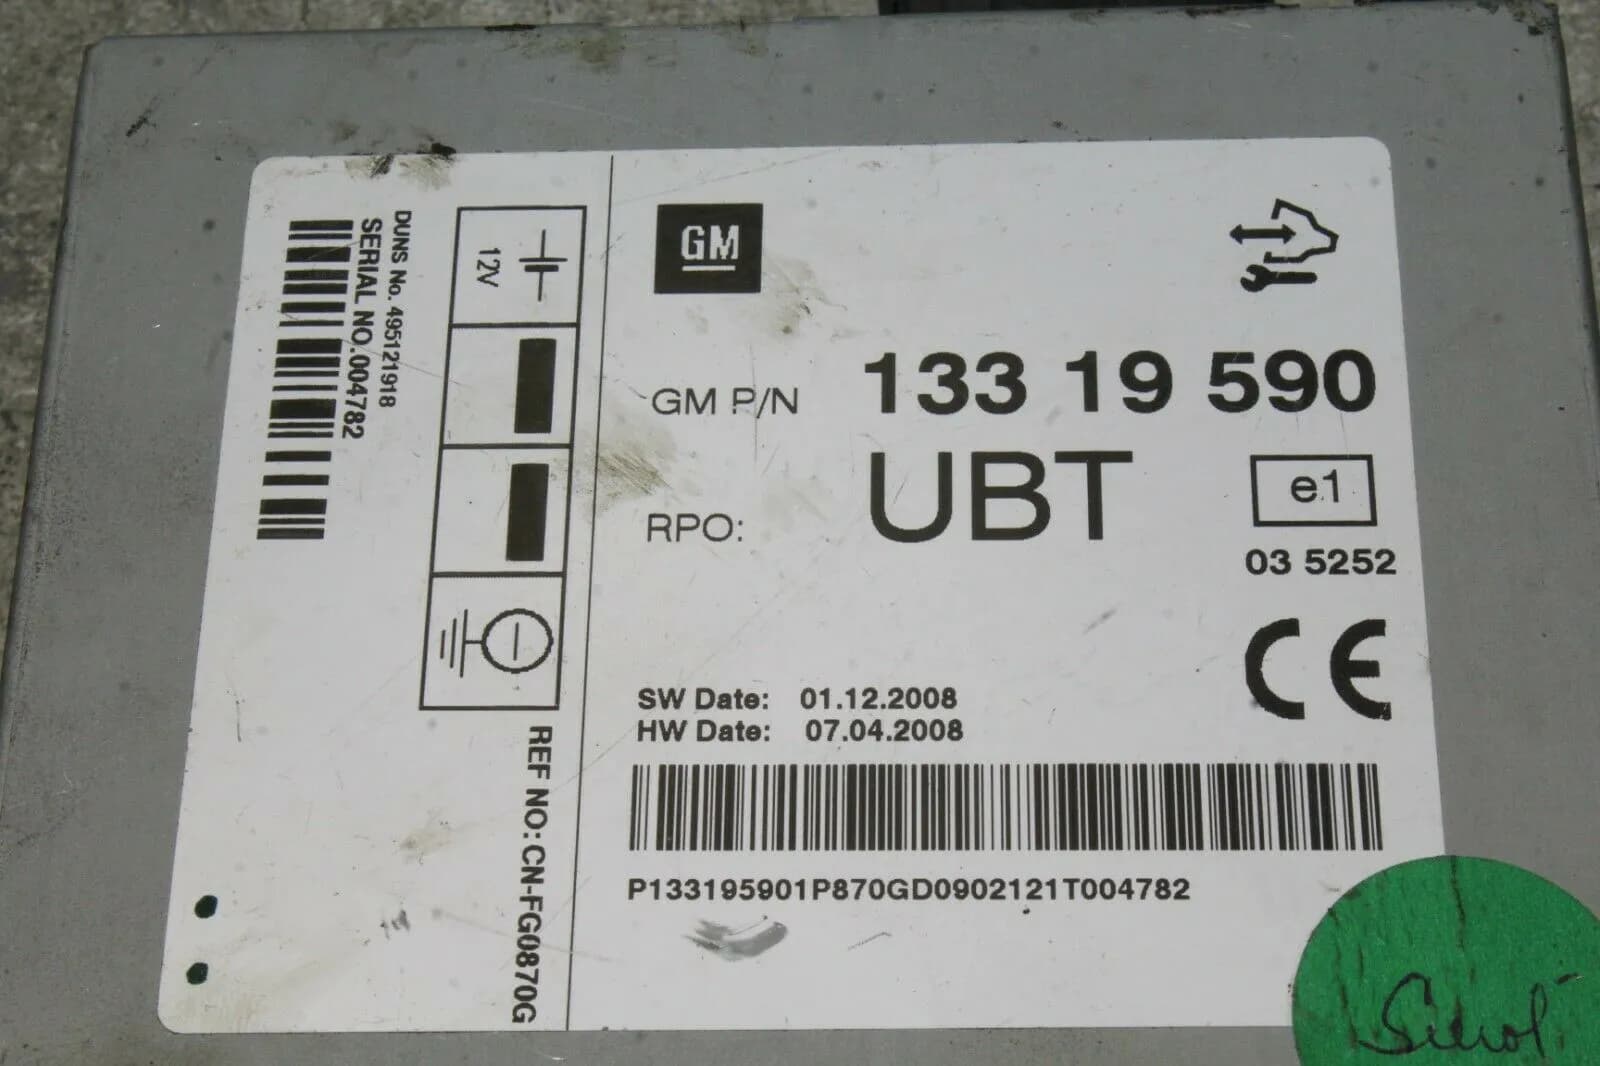 DUNS No. 495121918
SERIAL NO.004782
12V
GM
GM P/N 133 19 590
RPO: UBT
e1
03 5252
CE
SW Date: 01.12.2008
HW Date: 07.04.2008
REF NO:CN-FG0870G
P133195901P870GD0902121T004782